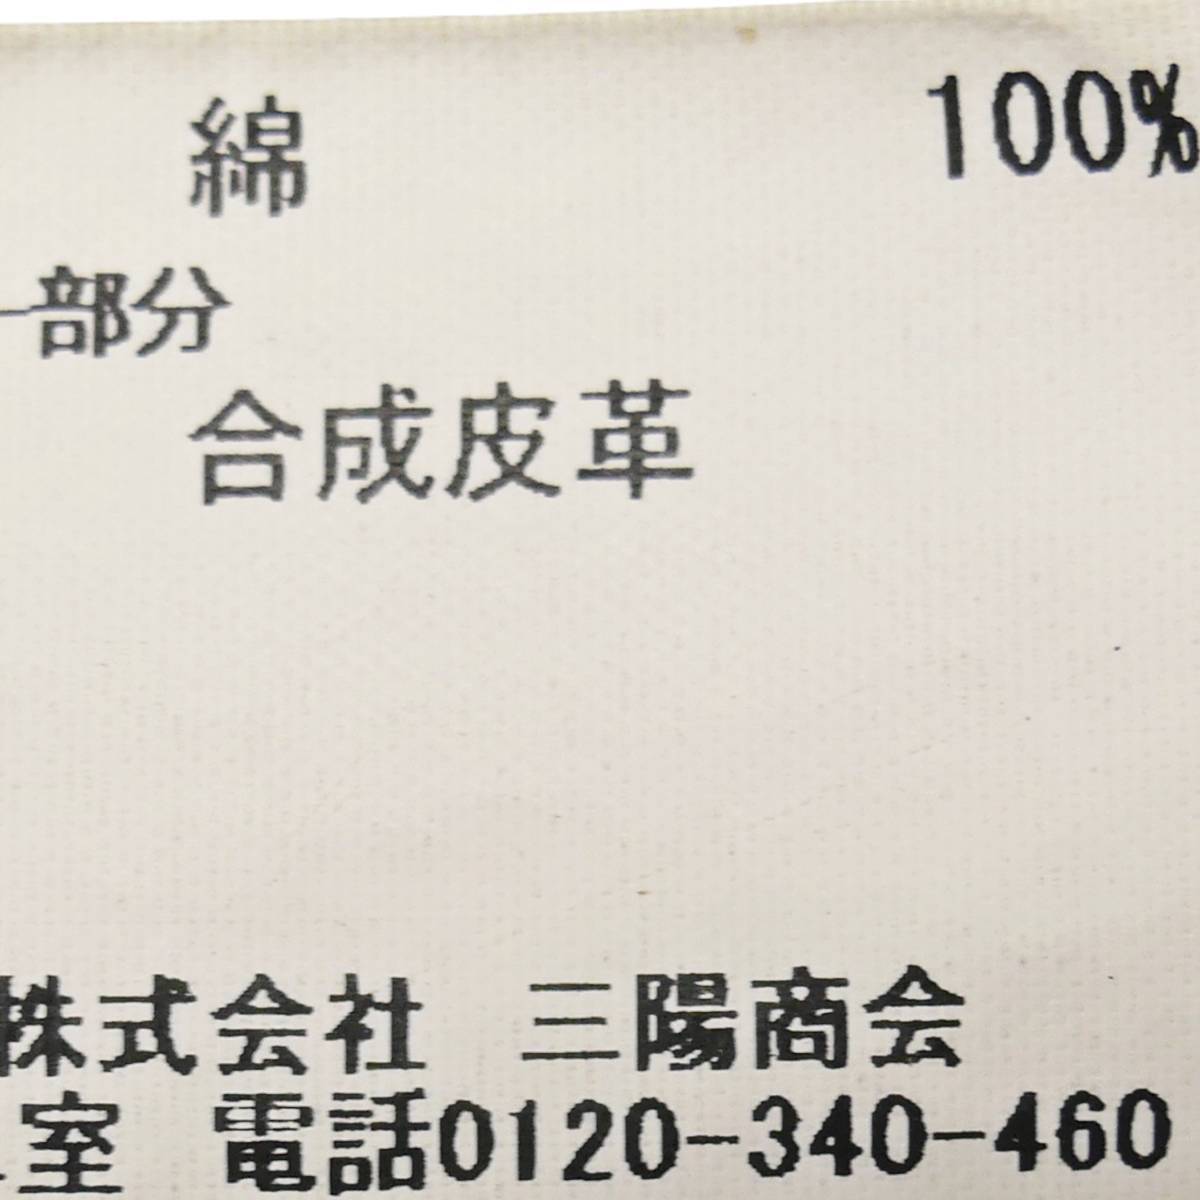 綿 100%
一部分
合成皮革
株式会社 三陽商会
室 電話0120-340-460